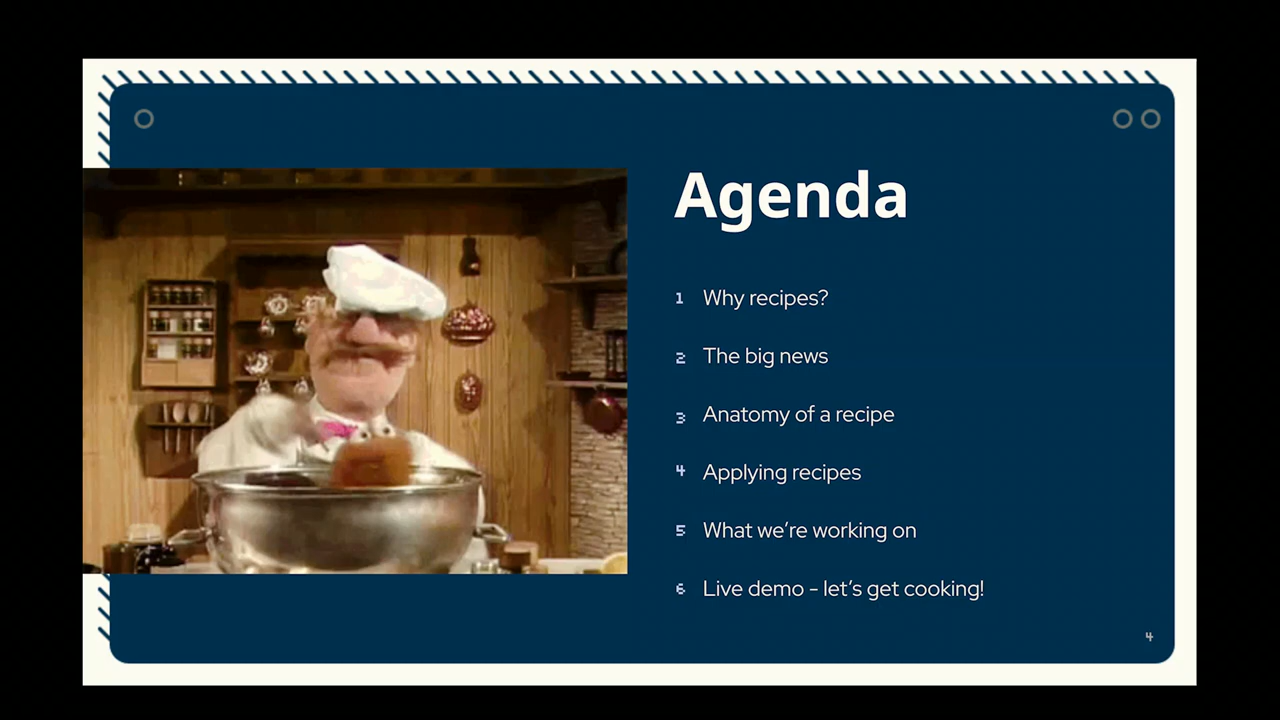 Agenda
1 Why recipes?
2 The big news
3 Anatomy of a recipe
4 Applying recipes
5 What we’re working on
6 Live demo - let’s get cooking!
4